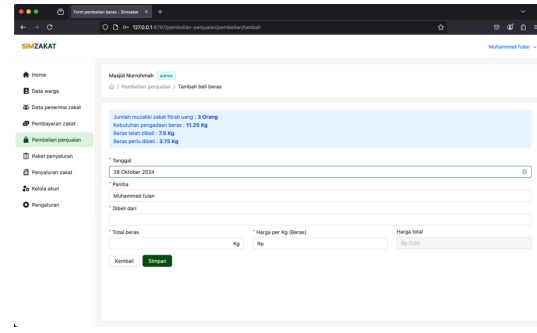 Form pembelian beras - Simzakat
127.0.0.1:8787/pembelian-penjualan/pembelian/tambah
SIMZAKAT
Muhammad fulan
Home
Data warga
Data penerima zakat
Pembayaran zakat
Pembelian penjualan
Paket penyaluran
Penyaluran zakat
Kelola akun
Pengaturan
Masjid Nurrohmah admin
/ Pembelian penjualan / Tambah beli beras
Jumlah muzakki zakat fitrah uang : 3 Orang
Kebutuhan pengadaan beras : 11.25 Kg
Beras telah dibeli : 7.5 Kg
Beras perlu dibeli : 3.75 Kg
* Tanggal
28 Oktober 2024
* Panitia
Muhammad fulan
* Dibeli dari
* Total beras
Kg
* Harga per Kg (Beras)
Rp
Harga total
Rp 0,00
Kembali
Simpan